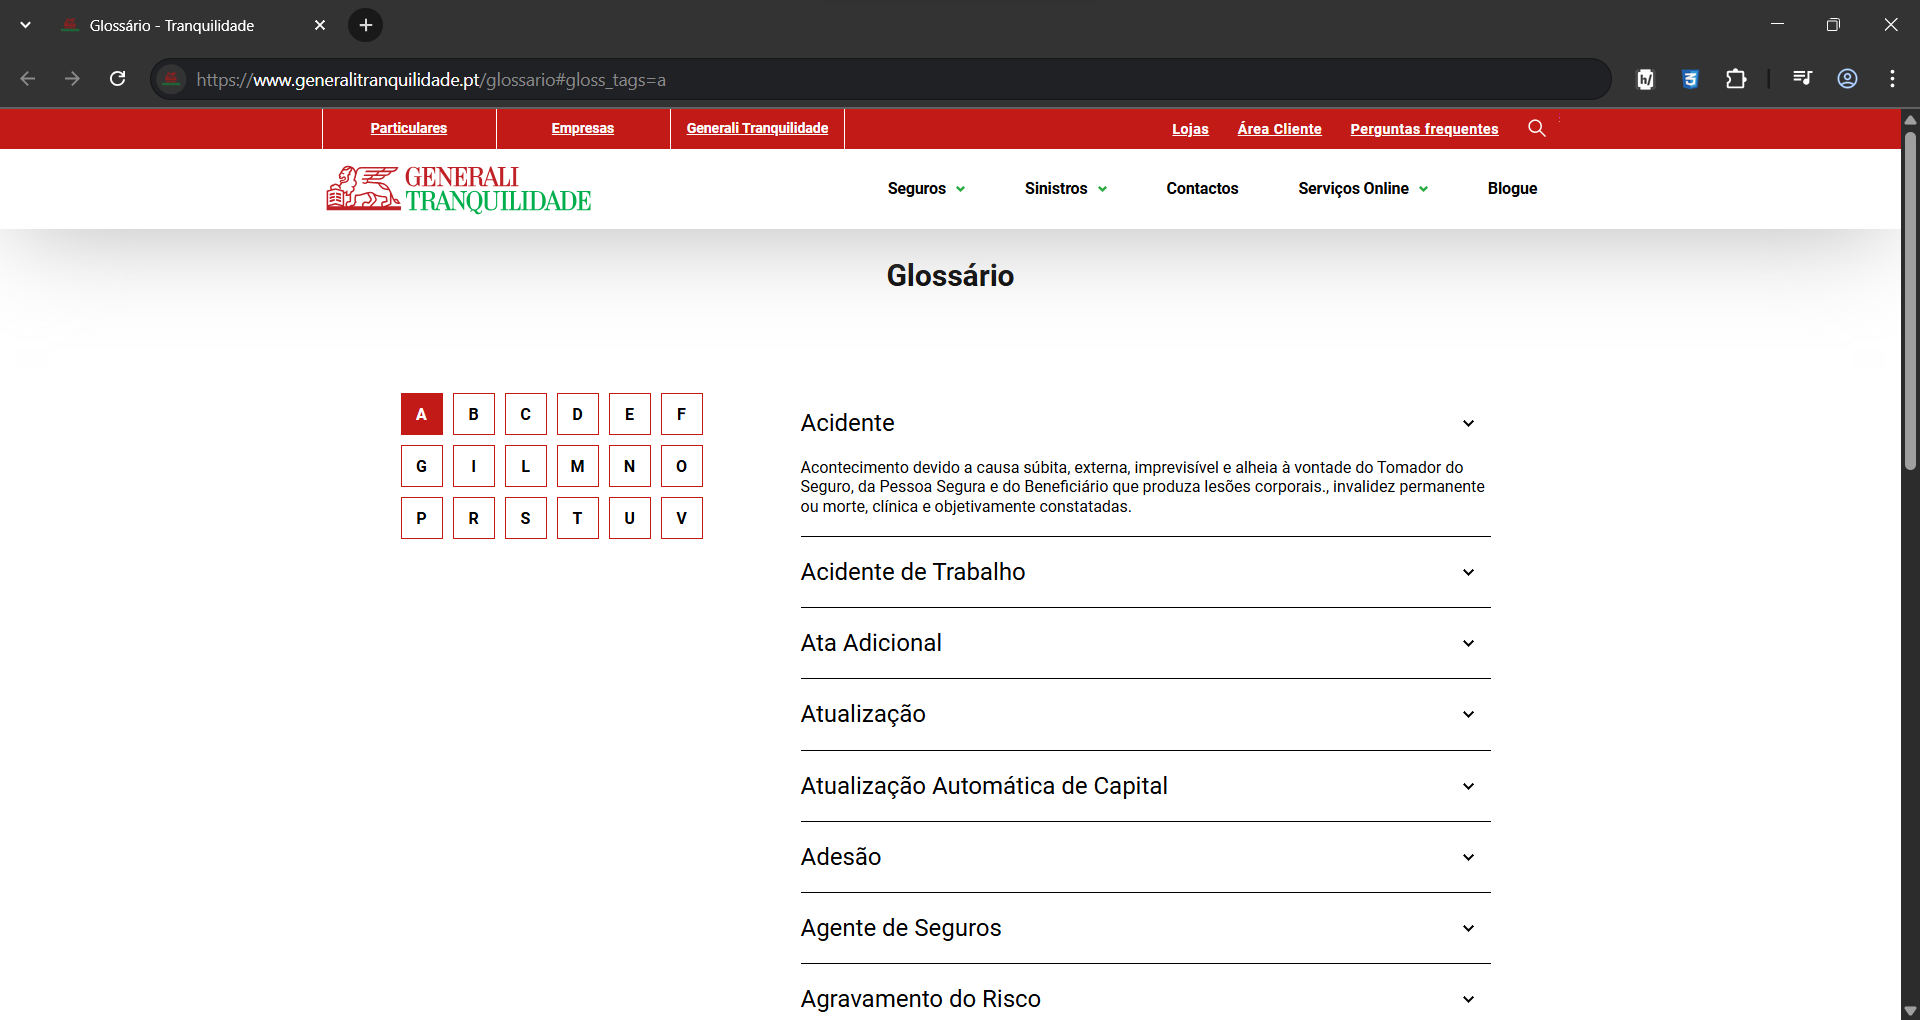 Glossário - Tranquilidade
https://www.generalitranquilidade.pt/glossario#gloss_tags=a
Particulares Empresas Generali Tranquilidade Lojas Área Cliente Perguntas frequentes
GENERALI
TRANQUILIDADE
Seguros Sinistros Contactos Serviços Online Blogue
Glossário
A B C D E F
G I L M N O
P R S T U V
Acidente
Acontecimento devido a causa súbita, externa, imprevisível e alheia à vontade do Tomador do
Seguro, da Pessoa Segura e do Beneficiário que produza lesões corporais., invalidez permanente
ou morte, clínica e objetivamente constatadas.
Acidente de Trabalho
Ata Adicional
Atualização
Atualização Automática de Capital
Adesão
Agente de Seguros
Agravamento do Risco